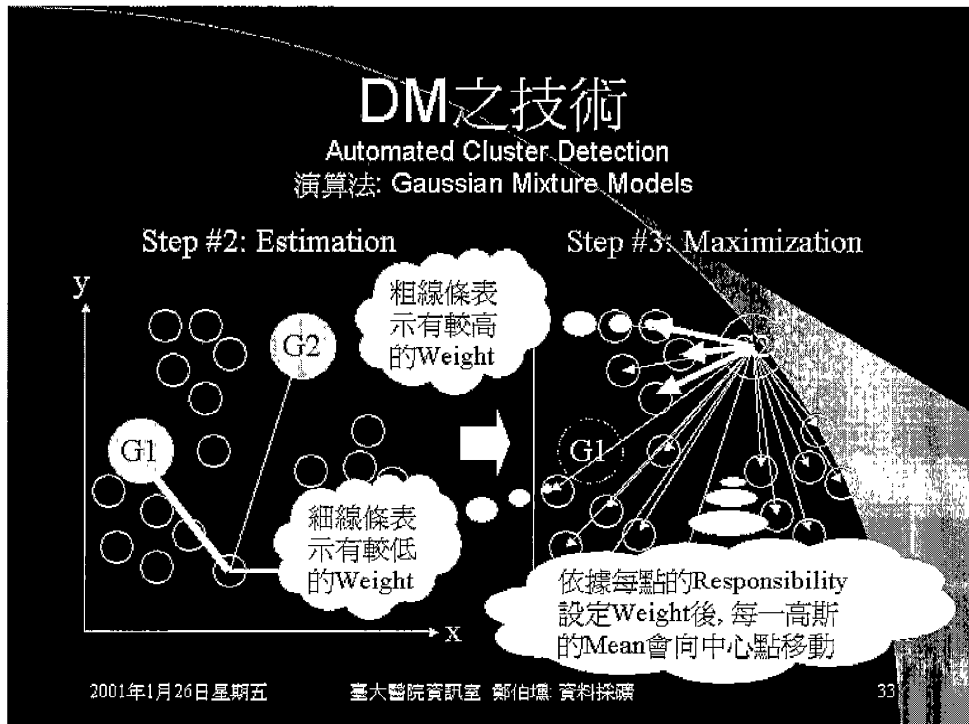 DM之技術
Automated Cluster Detection
演算法: Gaussian Mixture Models
Step #2: Estimation
Step #3: Maximization
y
粗線條表
示有較高
的Weight
G2
G1
G1
細線條表
示有較低
的Weight
x
依據每點的Responsibility
設定Weight後, 每一高斯
的Mean會向中心點移動
2001年1月26日星期五
臺大醫院資訊室 鄭伯壎 資料採礦
33